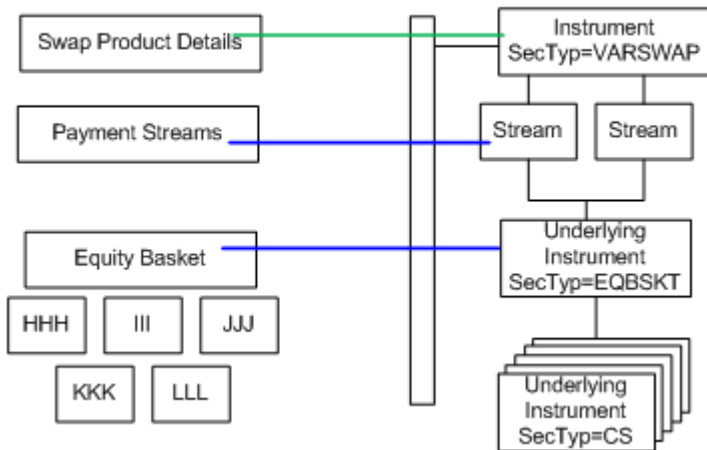 Swap Product Details
Instrument
SecTyp=VARSWAP
Payment Streams
Stream
Stream
Equity Basket
Underlying
Instrument
SecTyp=EQBSKT
HHH
III
JJJ
KKK
LLL
Underlying
Instrument
SecTyp=CS